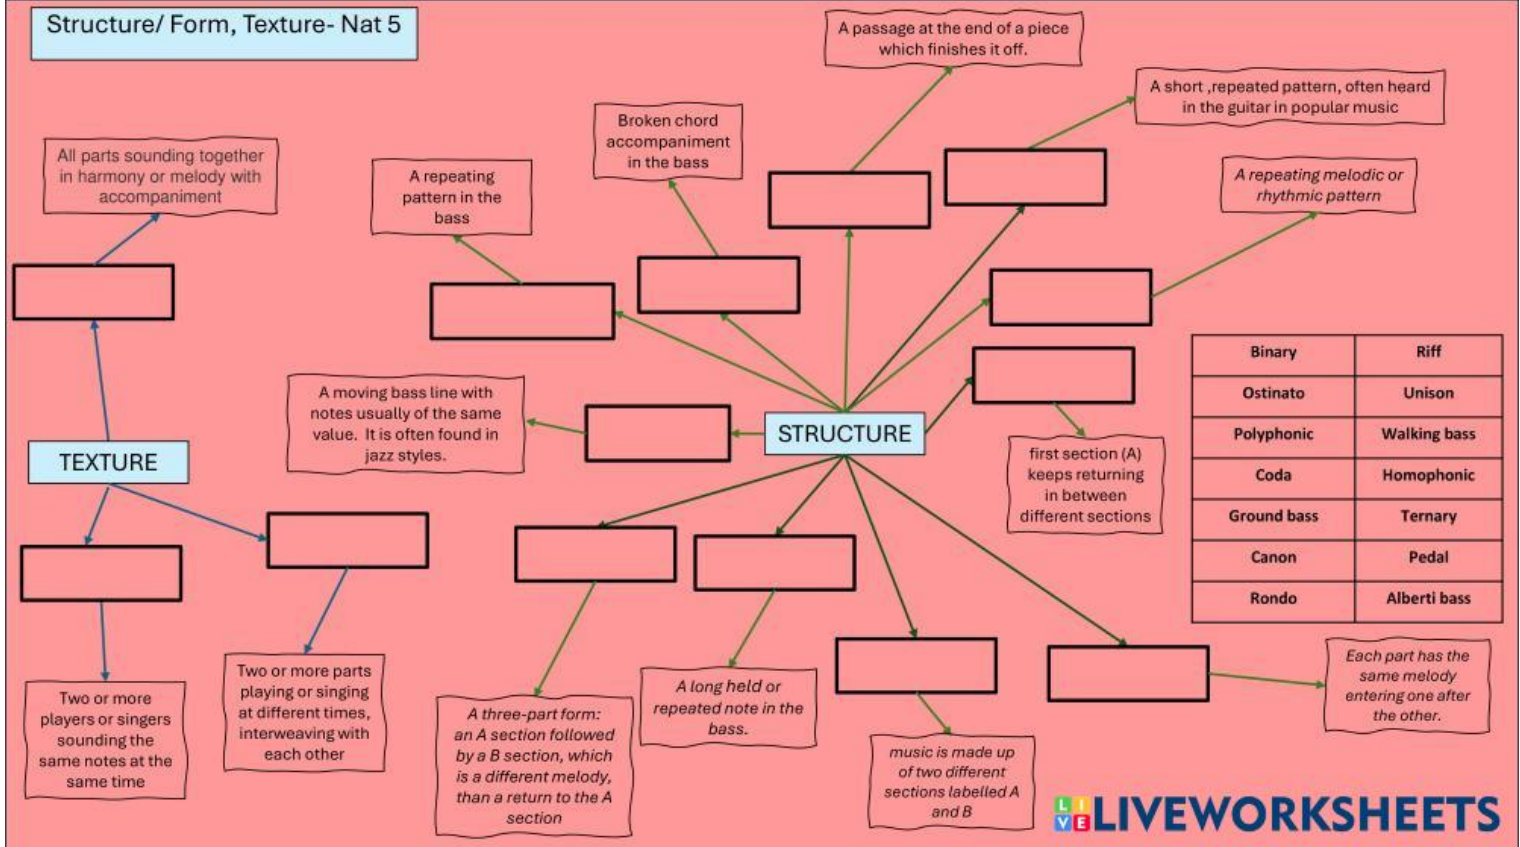 Structure/ Form, Texture- Nat 5
A passage at the end of a piece
which finishes it off.
A short ,repeated pattern, often heard
in the guitar in popular music
Broken chord
accompaniment
in the bass
All parts sounding together
in harmony or melody with
accompaniment
A repeating
pattern in the
bass
A repeating melodic or
rhythmic pattern
A moving bass line with
notes usually of the same
value. It is often found in
jazz styles.
STRUCTURE
TEXTURE
first section (A)
keeps returning
in between
different sections
Binary
Riff
Ostinato
Unison
Polyphonic
Walking bass
Coda
Homophonic
Ground bass
Ternary
Canon
Pedal
Rondo
Alberti bass
Two or more
players or singers
sounding the
same notes at the
same time
Two or more parts
playing or singing
at different times,
interweaving with
each other
A three-part form:
an A section followed
by a B section, which
is a different melody,
than a return to the A
section
A long held or
repeated note in the
bass.
music is made up
of two different
sections labelled A
and B
Each part has the
same melody
entering one after
the other.
LIVE LIVEWORKSHEETS